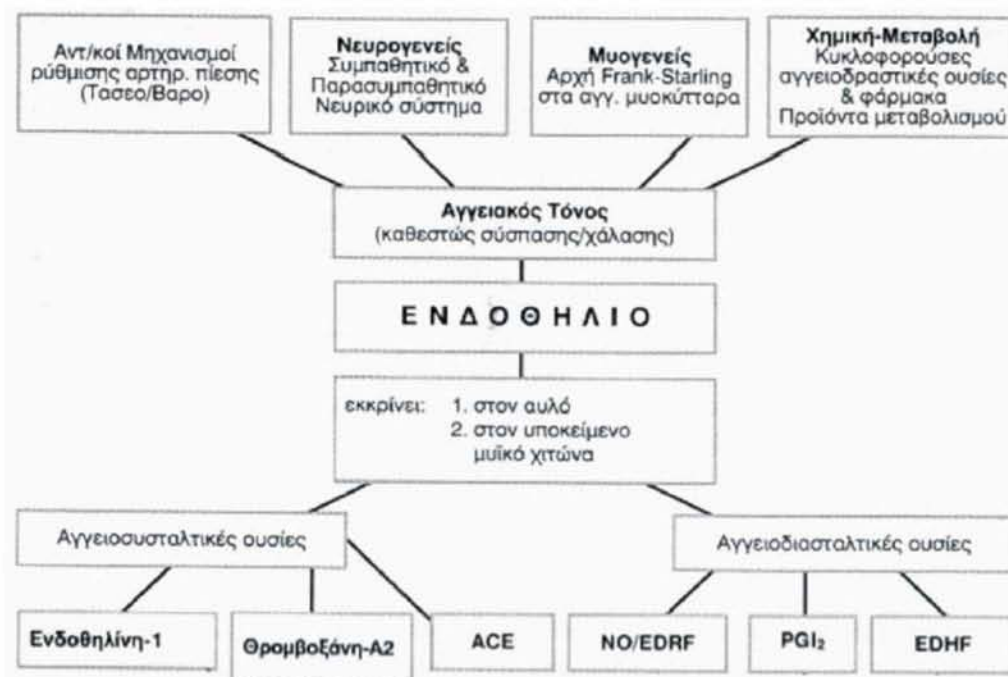 Αντ/κοί Μηχανισμοί
ρύθμισης αρτηρ. πίεσης
(Τασεο/Βαρο)
Νευρογενείς
Συμπαθητικό &
Παρασυμπαθητικό
Νευρικό σύστημα
Μυογενείς
Αρχή Frank-Starling
στα αγγ. μυοκύτταρα
Χημική-Μεταβολή
Κυκλοφορούσες
αγγειοδραστικές ουσίες
& φάρμακα
Προϊόντα μεταβολισμού
Αγγειακός Τόνος
(καθεστώς σύσπασης/χάλασης)
ΕΝΔΟΘΗΛΙΟ
εκκρίνει: 1. στον αυλό
2. στον υποκείμενο
μυϊκό χιτώνα
Αγγειοσυσταλτικές ουσίες
Αγγειοδιασταλτικές ουσίες
Ενδοθηλίνη-1
Θρομβοξάνη-Α2
ACE
NO/EDRF
PGI₂
EDHF